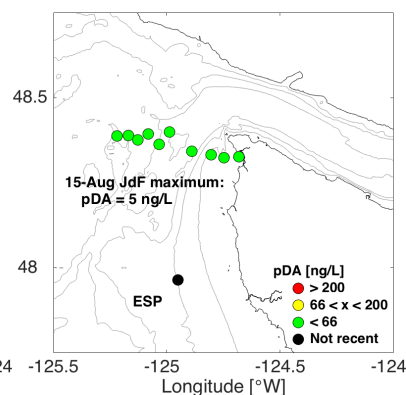 48.5
15-Aug JdF maximum:
pDA = 5 ng/L
48
ESP
pDA [ng/L]
> 200
66 < x < 200
< 66
Not recent
24 -125.5 -125 -124.5 -124
Longitude [°W]